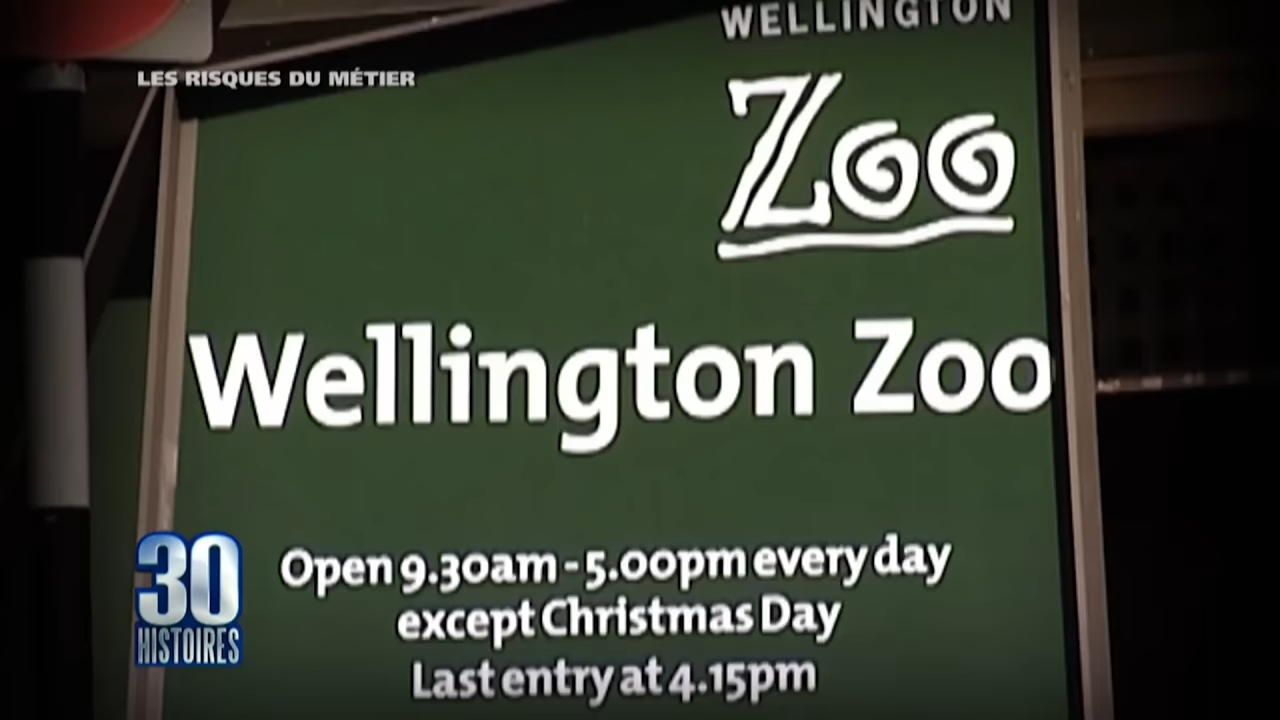 WELLINGTON
LES RISQUES DU MÉTIER
Zoo
Wellington Zoo
Open 9.30am - 5.00pm every day
except Christmas Day
Last entry at 4.15pm
30
HISTOIRES